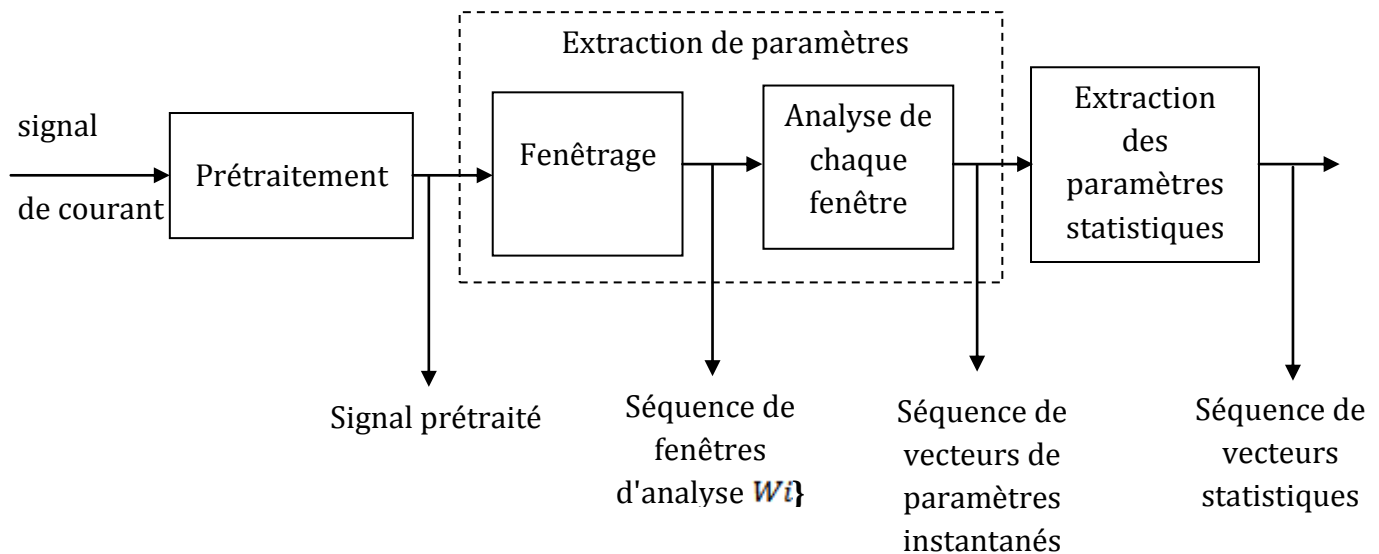 Extraction de paramètres
signal
de courant
Prétraitement
Fenêtrage
Analyse de
chaque
fenêtre
Extraction
des
paramètres
statistiques
Signal prétraité
Séquence de
fenêtres
d'analyse Wi}
Séquence de
vecteurs de
paramètres
instantanés
Séquence de
vecteurs
statistiques